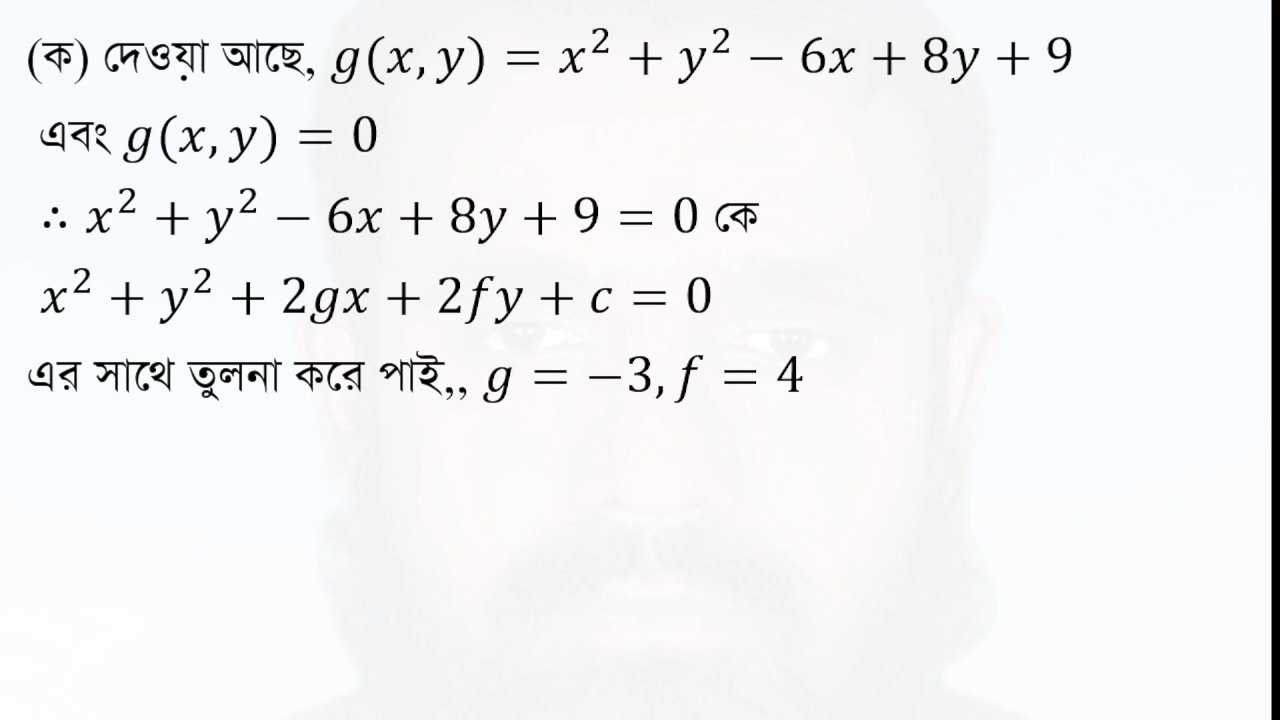 (ক) দেওয়া আছে, g(x, y) = x² + y² − 6x + 8y + 9
এবং g(x, y) = 0
∴ x² + y² − 6x + 8y + 9 = 0 কে
x² + y² + 2gx + 2fy + c = 0
এর সাথে তুলনা করে পাই,, g = −3, f = 4